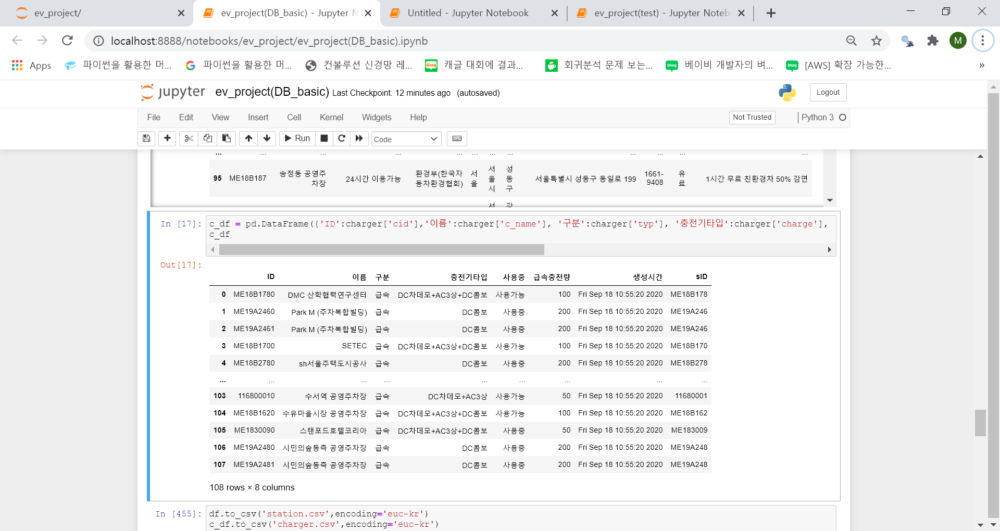 ev_project/
ev_project(DB_basic) - Jupyter N
Untitled - Jupyter Notebook
ev_project(test) - Jupyter Noteb
localhost:8888/notebooks/ev_project/ev_project(DB_basic).ipynb
M
Apps
파이썬을 활용한 머...
파이썬을 활용한 머...
컨볼루션 신경망 레...
캐글 대회에 결과...
회귀분석 문제 보는...
베이비 개발자의 벼...
[AWS] 확장 가능한...
»
jupyter ev_project(DB_basic) Last Checkpoint: 12 minutes ago (autosaved)
Logout
File Edit View Insert Cell Kernel Widgets Help
Not Trusted
Python 3
Run
Code
... ... ... ... ... ... ... ... ... ... ... ...
95 ME18B187 송정동 공영주차장 24시간 이용가능 환경부(한국자동차환경협회) 서울 서울시 성동구 서울특별시 성동구 동일로 199 1661-9408 유료 1시간 무료 친환경차 50% 감면
서 강
In [17]: c_df = pd.DataFrame({'ID':charger['cid'],'이름':charger['c_name'], '구분':charger['typ'], '충전기타입':charger['charge'],
c_df
Out[17]:
ID 이름 구분 충전기타입 사용중 급속충전량 생성시간 sID
0 ME18B1780 DMC 산학협력연구센터 급속 DC차데모+AC3상+DC콤보 사용가능 100 Fri Sep 18 10:55:20 2020 ME18B178
1 ME19A2460 Park M (주차복합빌딩) 급속 DC콤보 사용중 200 Fri Sep 18 10:55:20 2020 ME19A246
2 ME19A2461 Park M (주차복합빌딩) 급속 DC콤보 사용중 200 Fri Sep 18 10:55:20 2020 ME19A246
3 ME18B1700 SETEC 급속 DC차데모+AC3상+DC콤보 사용가능 100 Fri Sep 18 10:55:20 2020 ME18B170
4 ME18B2780 sh서울주택도시공사 급속 DC콤보 사용중 200 Fri Sep 18 10:55:20 2020 ME18B278
... ... ... ... ... ... ... ... ...
103 116800010 수서역 공영주차장 급속 DC차데모+AC3상 사용가능 50 Fri Sep 18 10:55:20 2020 11680001
104 ME18B1620 수유마을시장 공영주차장 급속 DC차데모+AC3상+DC콤보 사용가능 100 Fri Sep 18 10:55:20 2020 ME18B162
105 ME1830090 스탠포드호텔코리아 급속 DC차데모+AC3상+DC콤보 사용중 50 Fri Sep 18 10:55:20 2020 ME183009
106 ME19A2480 시민의숲동측 공영주차장 급속 DC콤보 사용중 200 Fri Sep 18 10:55:20 2020 ME19A248
107 ME19A2481 시민의숲동측 공영주차장 급속 DC콤보 사용중 200 Fri Sep 18 10:55:20 2020 ME19A248
108 rows × 8 columns
In [455]: df.to_csv('station.csv',encoding='euc-kr')
c_df.to_csv('charger.csv',encoding='euc-kr')